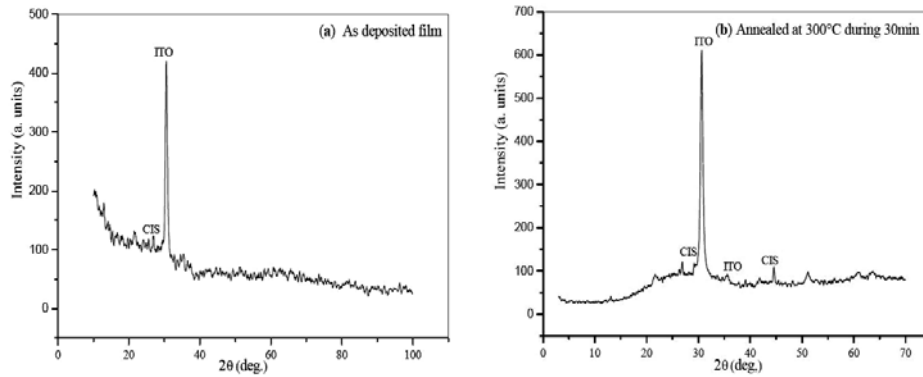 (a) As deposited film
500
400
300
200
100
0
ITO
CIS
0 20 40 60 80 100
2θ (deg.)
Intensity (a. units)
(b) Annealed at 300°C during 30min
700
600
500
400
300
200
100
0
ITO
CIS
ITO
CIS
0 10 20 30 40 50 60 70
2θ (deg,)
Intensity (a. units)